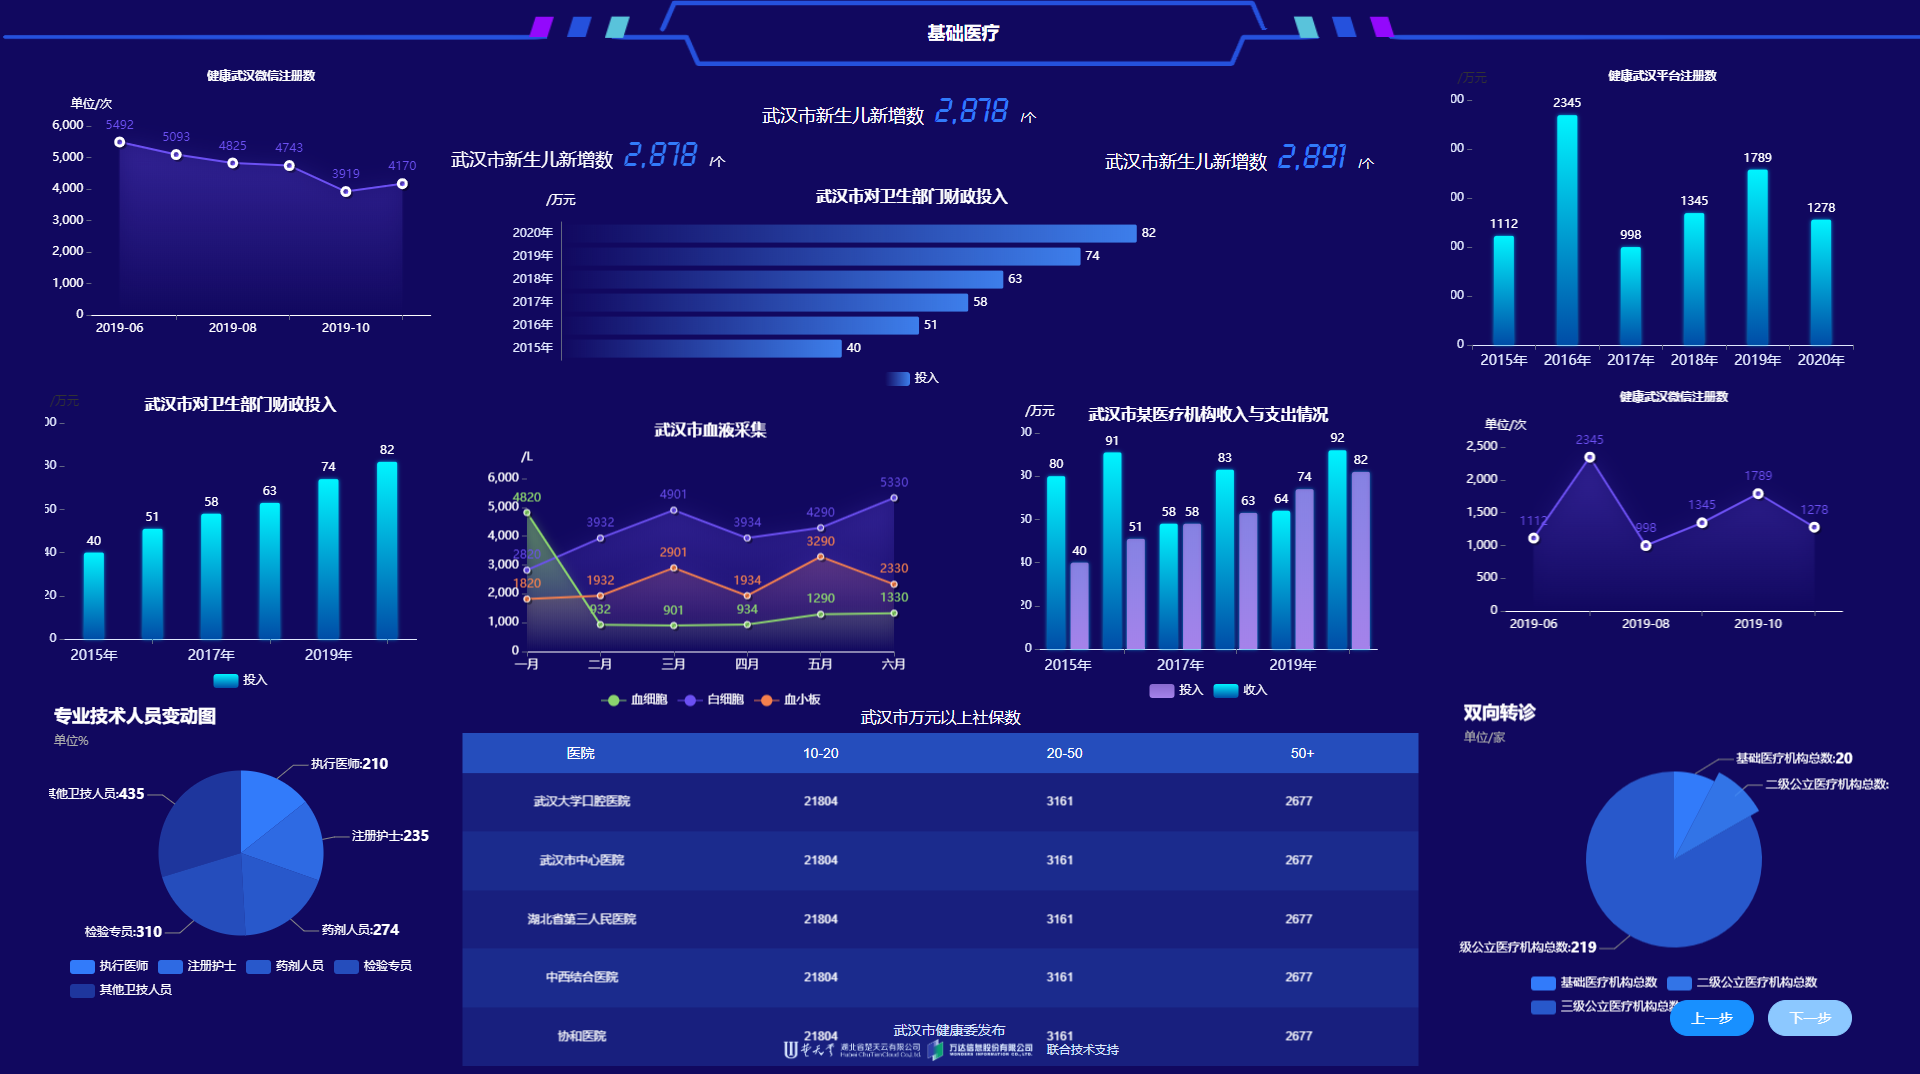 基础医疗
健康武汉微信注册数
单位/次
6,000
5,000
4,000
3,000
2,000
1,000
0
5492
5093
4825
4743
3919
4170
2019-06
2019-08
2019-10
武汉市新生儿新增数 2,878 /个
武汉市新生儿新增数 2,878 /个
武汉市新生儿新增数 2,891 /个
武汉市对卫生部门财政投入
/万元
2020年 82
2019年 74
2018年 63
2017年 58
2016年 51
2015年 40
投入
健康武汉平台注册数
/万元
00
00
00
00
00
0
1112
2345
998
1345
1789
1278
2015年 2016年 2017年 2018年 2019年 2020年
武汉市对卫生部门财政投入
/万元
00
80
60
40
20
0
40
51
58
63
74
82
2015年 2017年 2019年
投入
武汉市血液采集
/L
6,000
5,000
4,000
3,000
2,000
1,000
0
4820 932 901 934 1290 1330
2820 3932 4901 3934 4290 5330
1820 1932 2901 1934 3290 2330
一月 二月 三月 四月 五月 六月
血细胞 白细胞 血小板
武汉市某医疗机构收入与支出情况
/万元
00
80
60
40
20
0
80 40
91 51
58 58
83 63
64 74
92 82
2015年 2017年 2019年
投入 收入
健康武汉微信注册数
单位/次
2,500
2,000
1,500
1,000
500
0
1112
2345
998
1345
1789
1278
2019-06 2019-08 2019-10
专业技术人员变动图
单位%
执行医师:210
其他卫技人员:435
注册护士:235
检验专员:310
药剂人员:274
执行医师 注册护士 药剂人员 检验专员
其他卫技人员
武汉市万元以上社保数
医院 10-20 20-50 50+
武汉大学口腔医院 21804 3161 2677
武汉市中心医院 21804 3161 2677
湖北省第三人民医院 21804 3161 2677
中西结合医院 21804 3161 2677
协和医院 21804 3161 2677
武汉市健康委发布
楚天云 湖北省楚天云有限公司 Hubei ChuTianCloud Co.,Ltd. 万达信息股份有限公司 WONDERS INFORMATION CO., LTD. 联合技术支持
双向转诊
单位/家
基础医疗机构总数:20
二级公立医疗机构总数:
级公立医疗机构总数:219
基础医疗机构总数 二级公立医疗机构总数
三级公立医疗机构总数
上一步 下一步